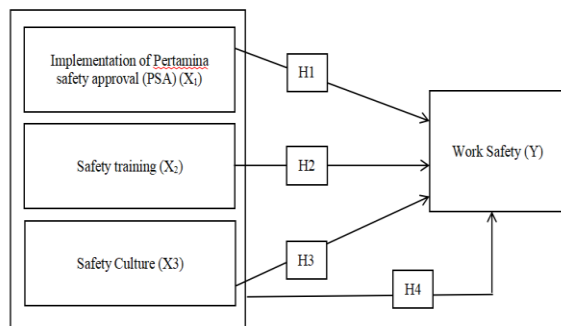 Implementation of Pertamina
safety approval (PSA) (X₁)
H1
Safety training (X₂)
H2
Work Safety (Y)
Safety Culture (X3)
H3
H4